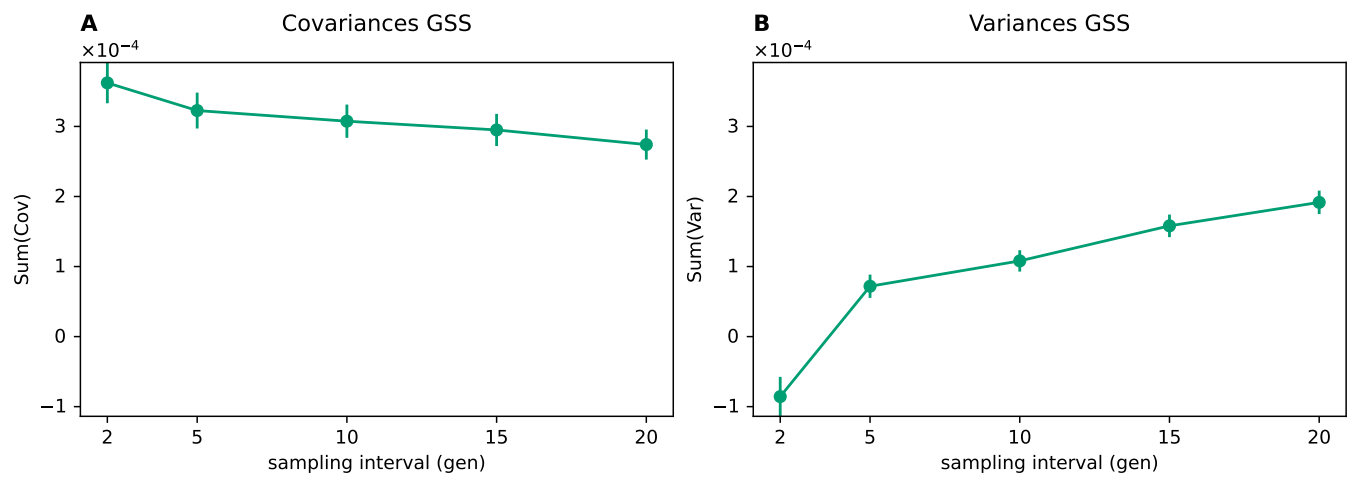 A
Covariances GSS
×10⁻⁴
3
2
1
0
−1
Sum(Cov)
2 5 10 15 20
sampling interval (gen)
B
Variances GSS
×10⁻⁴
3
2
1
0
−1
Sum(Var)
2 5 10 15 20
sampling interval (gen)